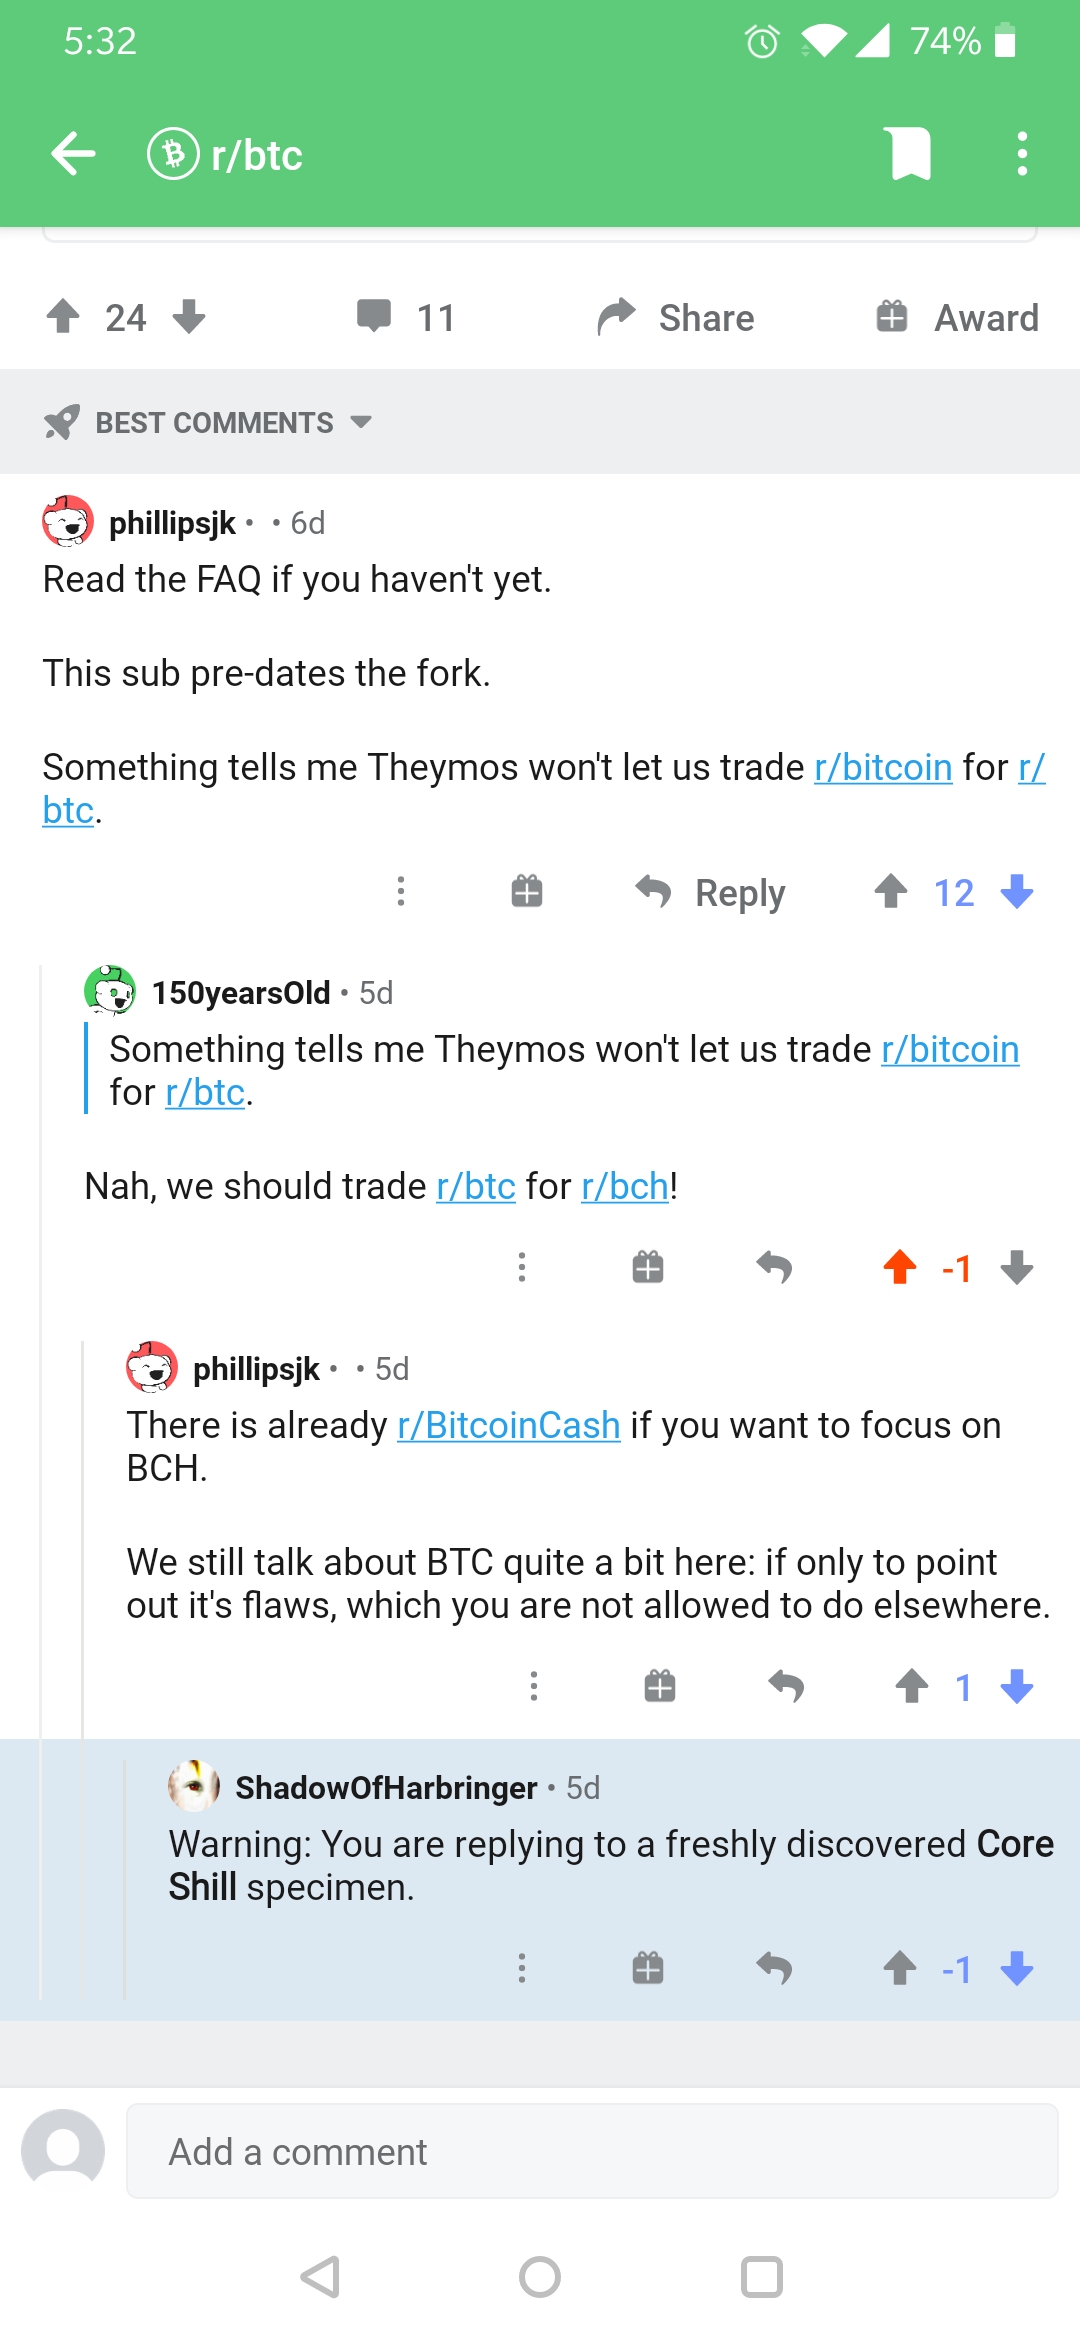 5:32
74%
r/btc
24
11
Share
Award
BEST COMMENTS
phillipsjk • • 6d
Read the FAQ if you haven't yet.
This sub pre-dates the fork.
Something tells me Theymos won't let us trade r/bitcoin for r/
btc.
Reply
12
150yearsOld • 5d
Something tells me Theymos won't let us trade r/bitcoin
for r/btc.
Nah, we should trade r/btc for r/bch!
-1
phillipsjk • • 5d
There is already r/BitcoinCash if you want to focus on
BCH.
We still talk about BTC quite a bit here: if only to point
out it's flaws, which you are not allowed to do elsewhere.
1
ShadowOfHarbringer • 5d
Warning: You are replying to a freshly discovered Core
Shill specimen.
-1
Add a comment